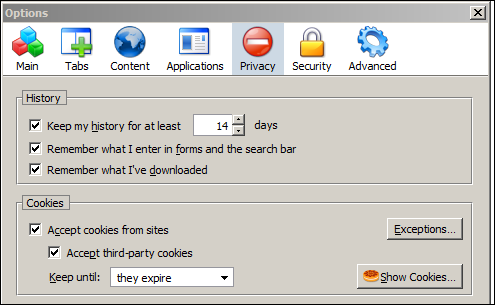 Options
Main Tabs Content Applications Privacy Security Advanced
History
Keep my history for at least 14 days
Remember what I enter in forms and the search bar
Remember what I've downloaded
Cookies
Accept cookies from sites Exceptions...
Accept third-party cookies
Keep until: they expire Show Cookies...